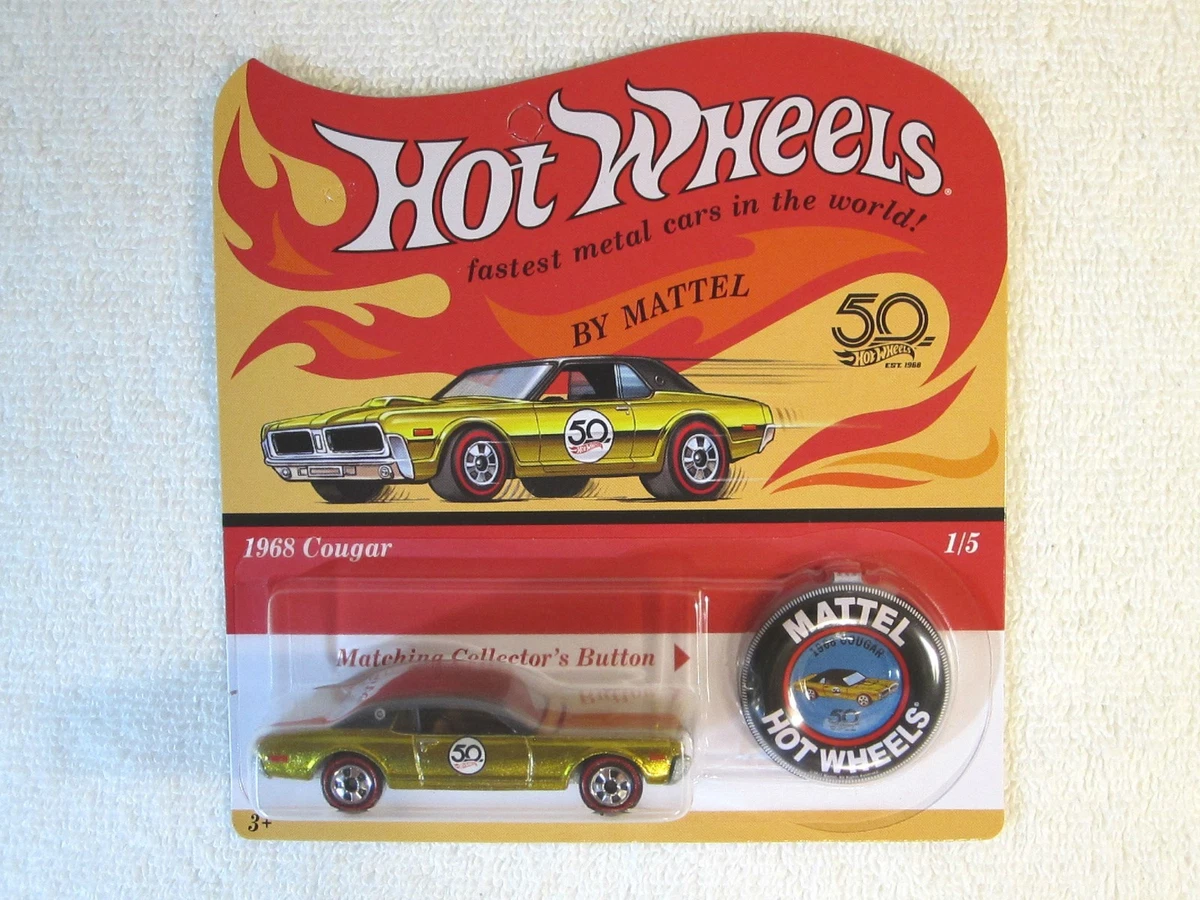 HOT WHEELS®
fastest metal cars in the world!
BY MATTEL
50
HOT WHEELS
EST. 1968
50
1968 Cougar
1/5
Matching Collector's Button
MATTEL
1968 COUGAR
50
HOT WHEELS®
50
3+